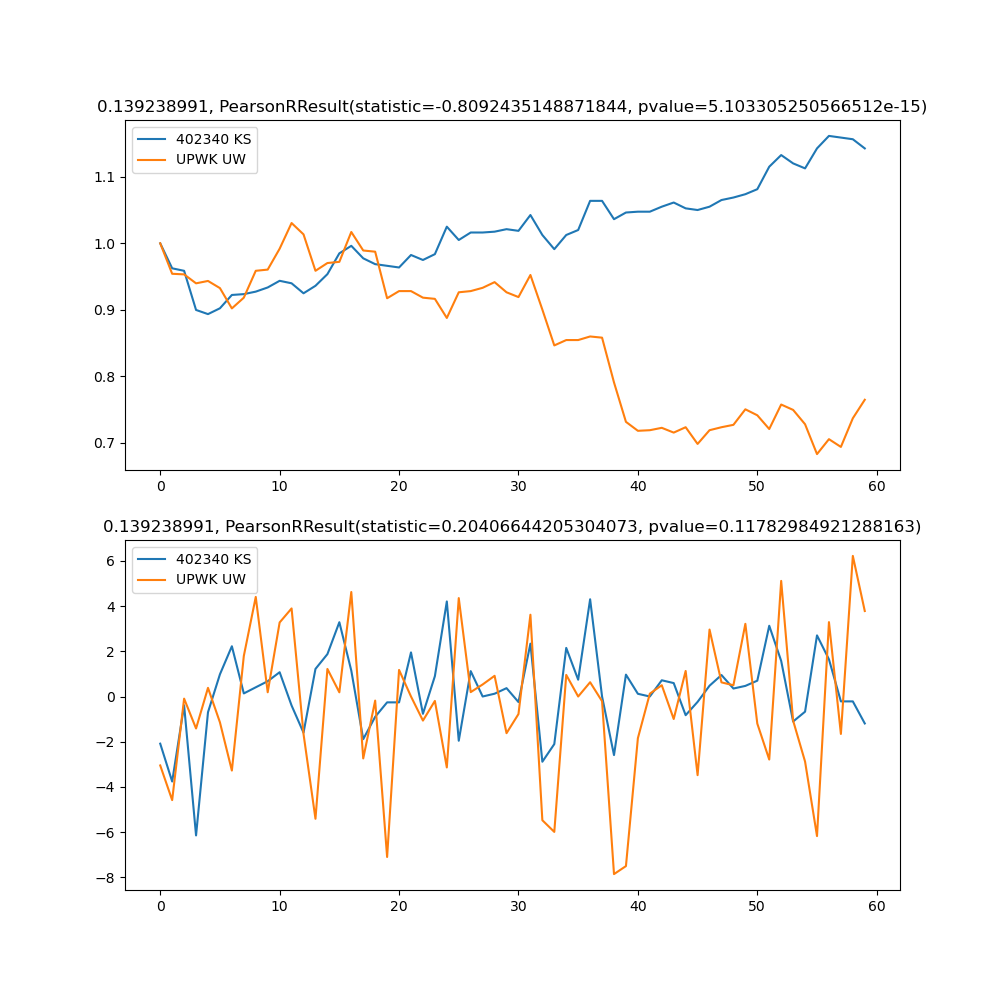 0.139238991, PearsonRResult(statistic=-0.8092435148871844, pvalue=5.103305250566512e-15)
402340 KS
UPWK UW
1.1
1.0
0.9
0.8
0.7
0 10 20 30 40 50 60
0.139238991, PearsonRResult(statistic=0.20406644205304073, pvalue=0.11782984921288163)
402340 KS
UPWK UW
6
4
2
0
−2
−4
−6
−8
0 10 20 30 40 50 60